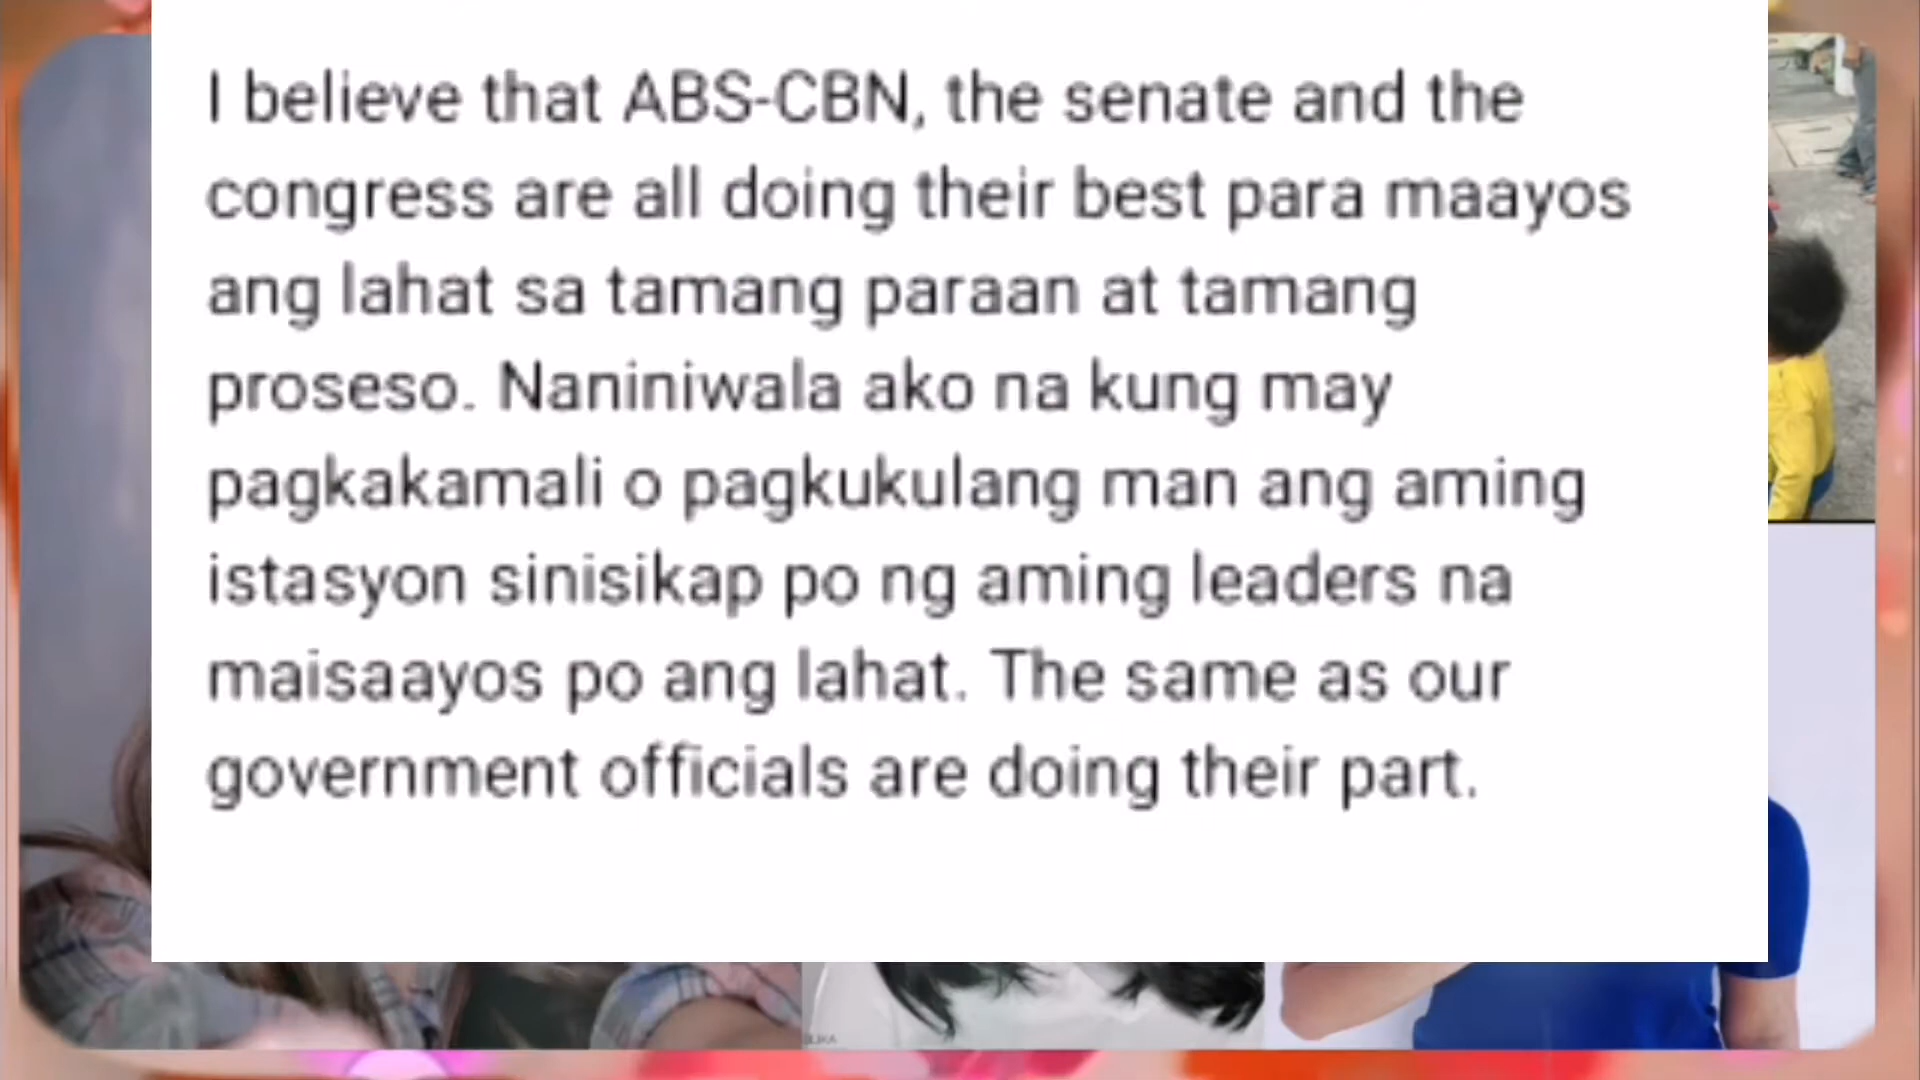 I believe that ABS-CBN, the senate and the
congress are all doing their best para maayos
ang lahat sa tamang paraan at tamang
proseso. Naniniwala ako na kung may
pagkakamali o pagkukulang man ang aming
istasyon sinisikap po ng aming leaders na
maisaayos po ang lahat. The same as our
government officials are doing their part.